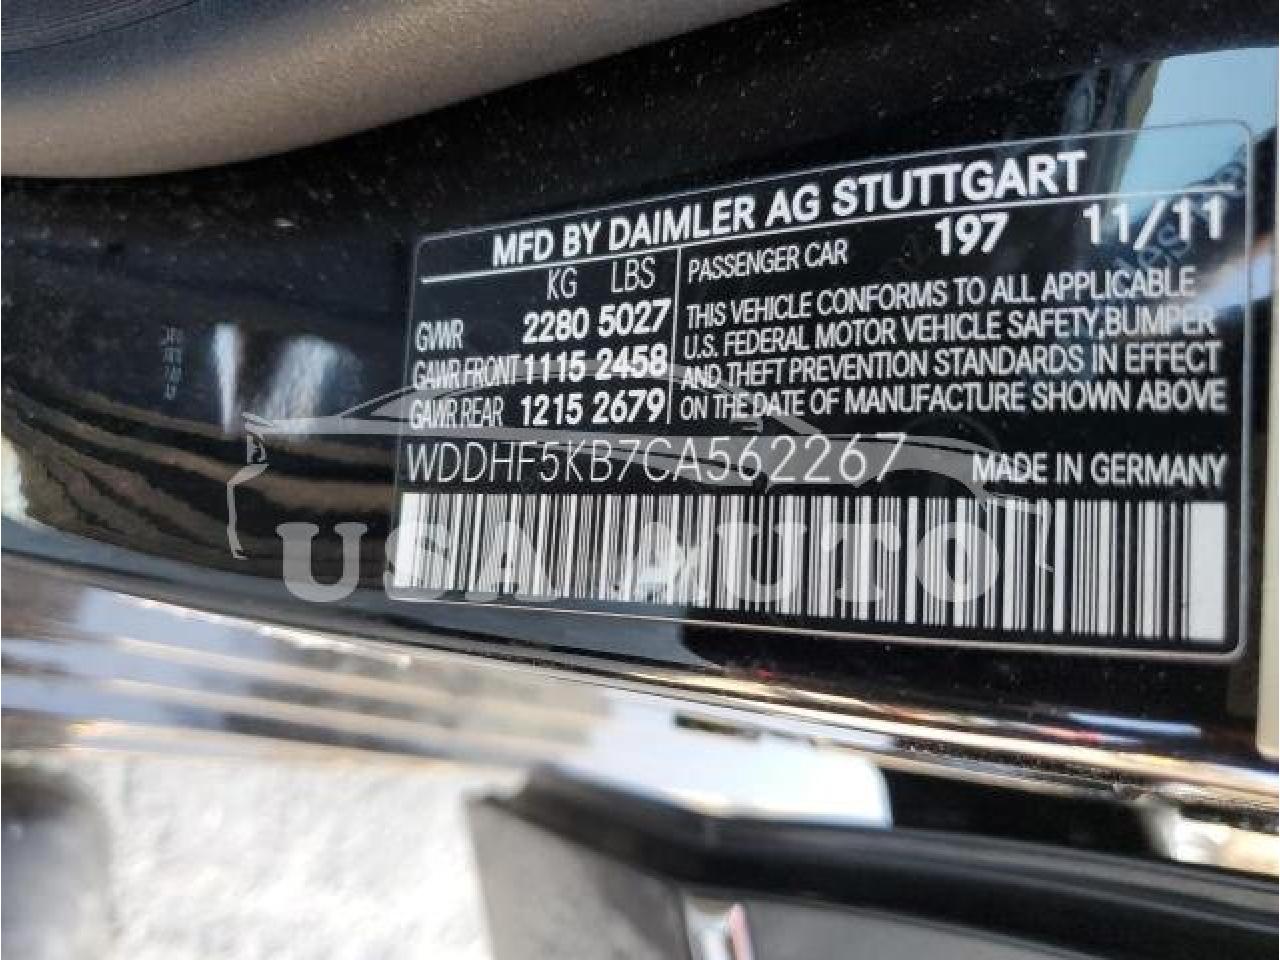 MFD BY DAIMLER AG STUTTGART
KG LBS
GVWR 2280 5027
GAWR FRONT 1115 2458
GAWR REAR 1215 2679
PASSENGER CAR 197 11/11
THIS VEHICLE CONFORMS TO ALL APPLICABLE
U.S. FEDERAL MOTOR VEHICLE SAFETY,BUMPER
AND THEFT PREVENTION STANDARDS IN EFFECT
ON THE DATE OF MANUFACTURE SHOWN ABOVE
WDDHF5KB7CA562267 MADE IN GERMANY
USA AUTO